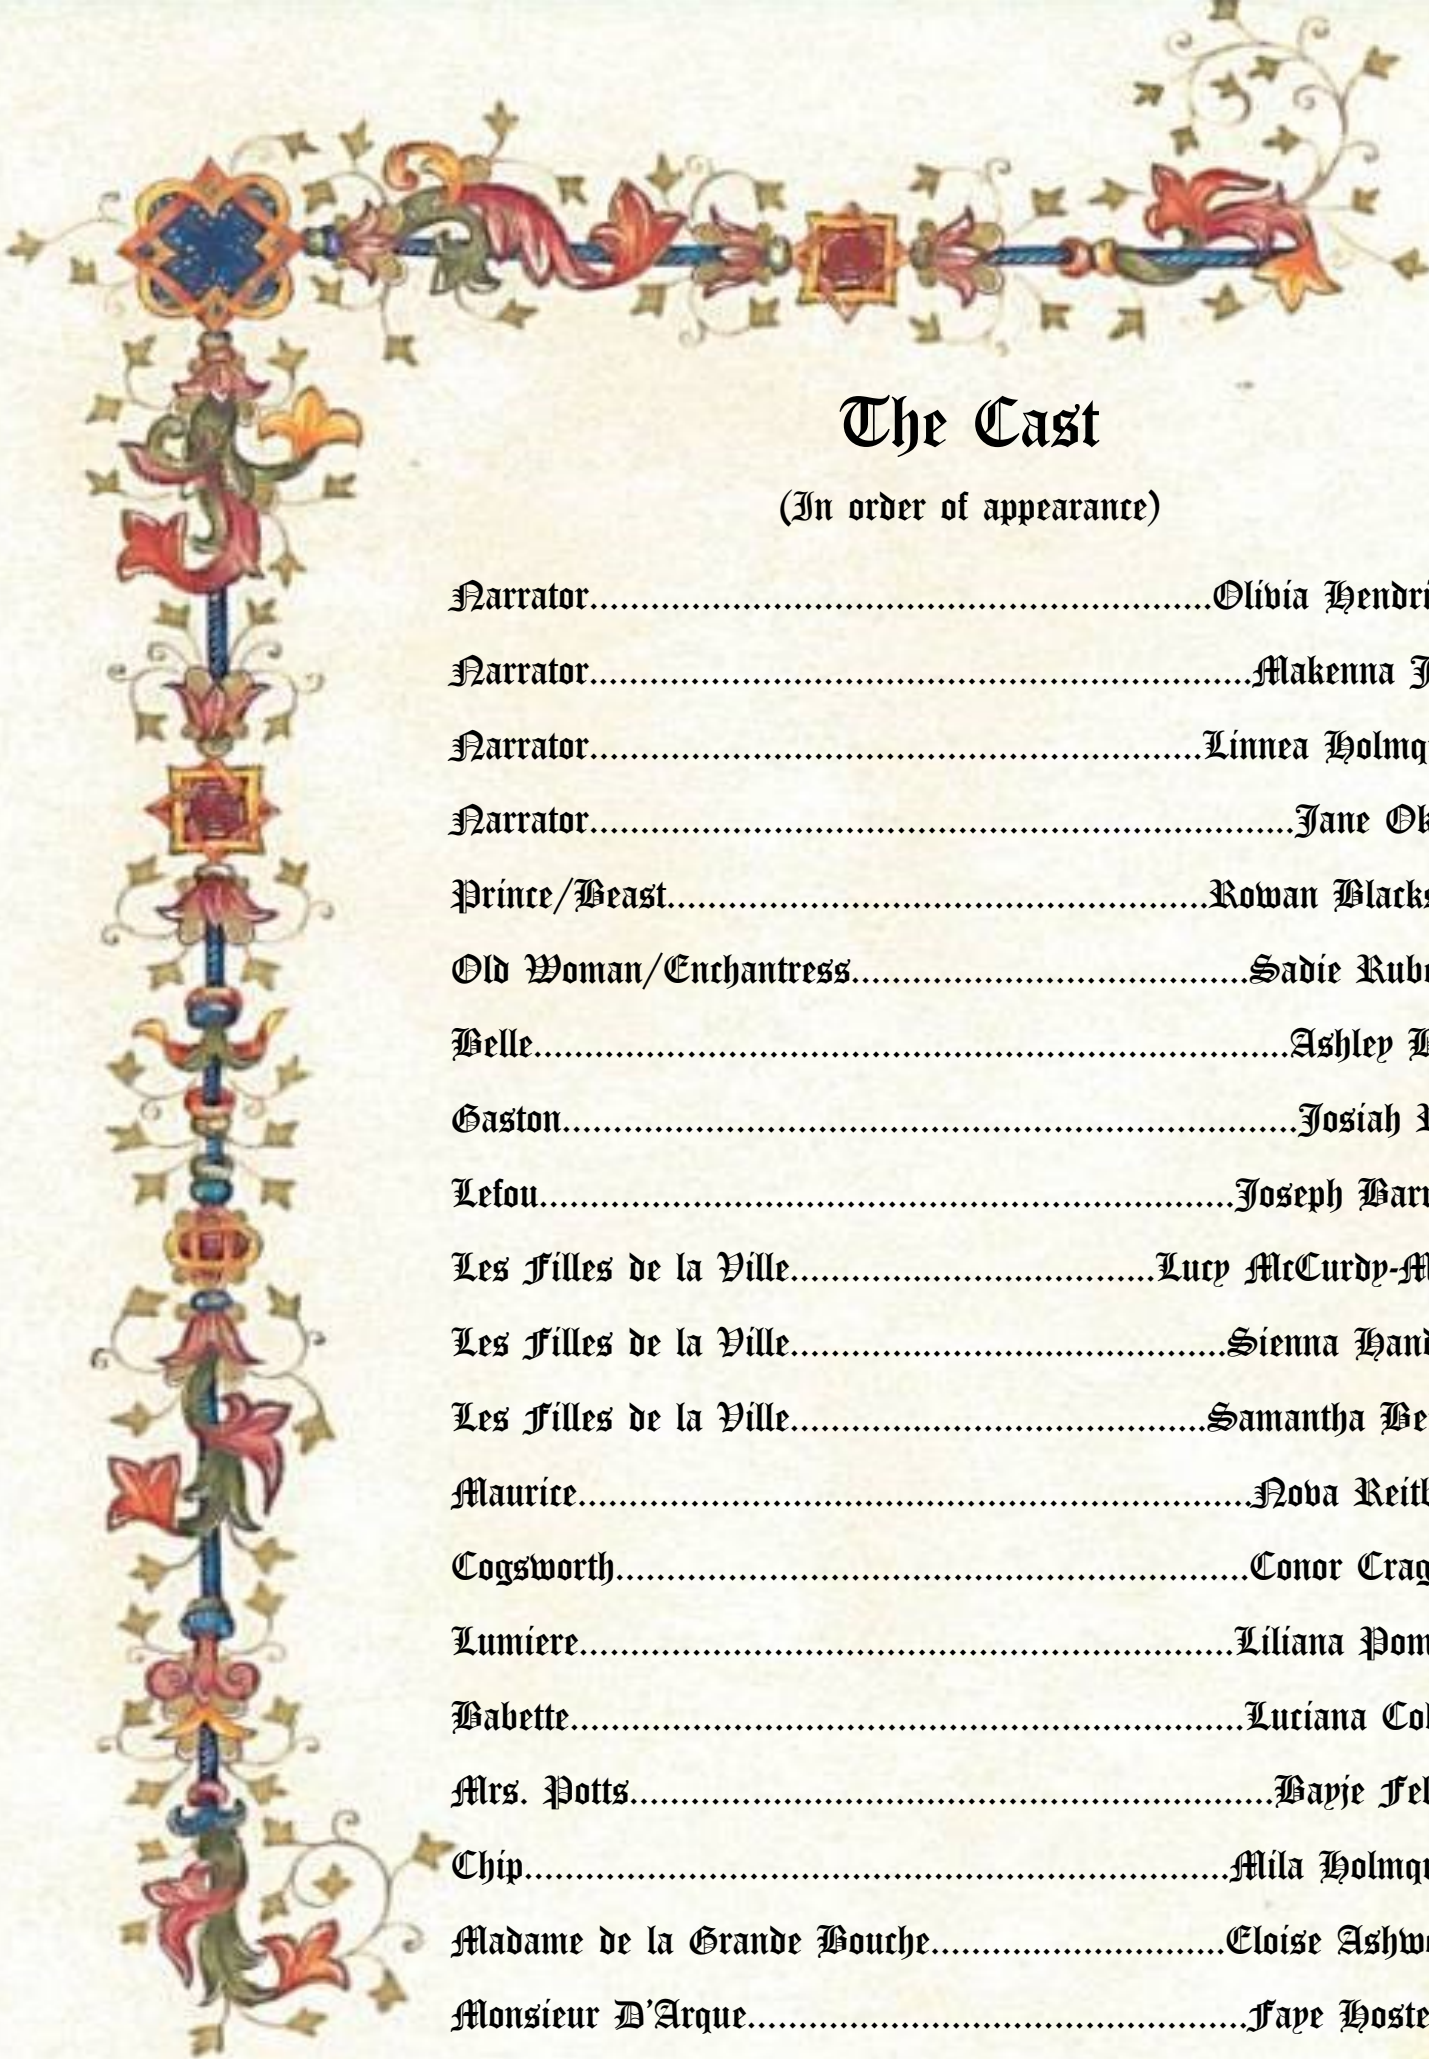 The Cast
(In order of appearance)
Narrator.............................................................Olivia
Narrator.................................................................Makenna
Narrator............................................................Linnea
Narrator.....................................................................Jane
Prince/Beast.....................................................Rowan
Old Woman/Enchantress.......................................Sadie
Belle..........................................................................Ashley
Gaston........................................................................Josiah
Lefou....................................................................Joseph
Les Filles de la Ville....................................Lucy
Les Filles de la Ville...........................................Sienna
Les Filles de la Ville.........................................Samantha
Maurice..................................................................Nova
Cogsworth..............................................................Conor
Lumiere................................................................Liliana
Babette..................................................................Luciana
Mrs. Potts...............................................................Bayje
Chip.....................................................................Mila
Madame de la Grande Bouche.............................Eloise
Monsieur D'Arque.................................................Faye